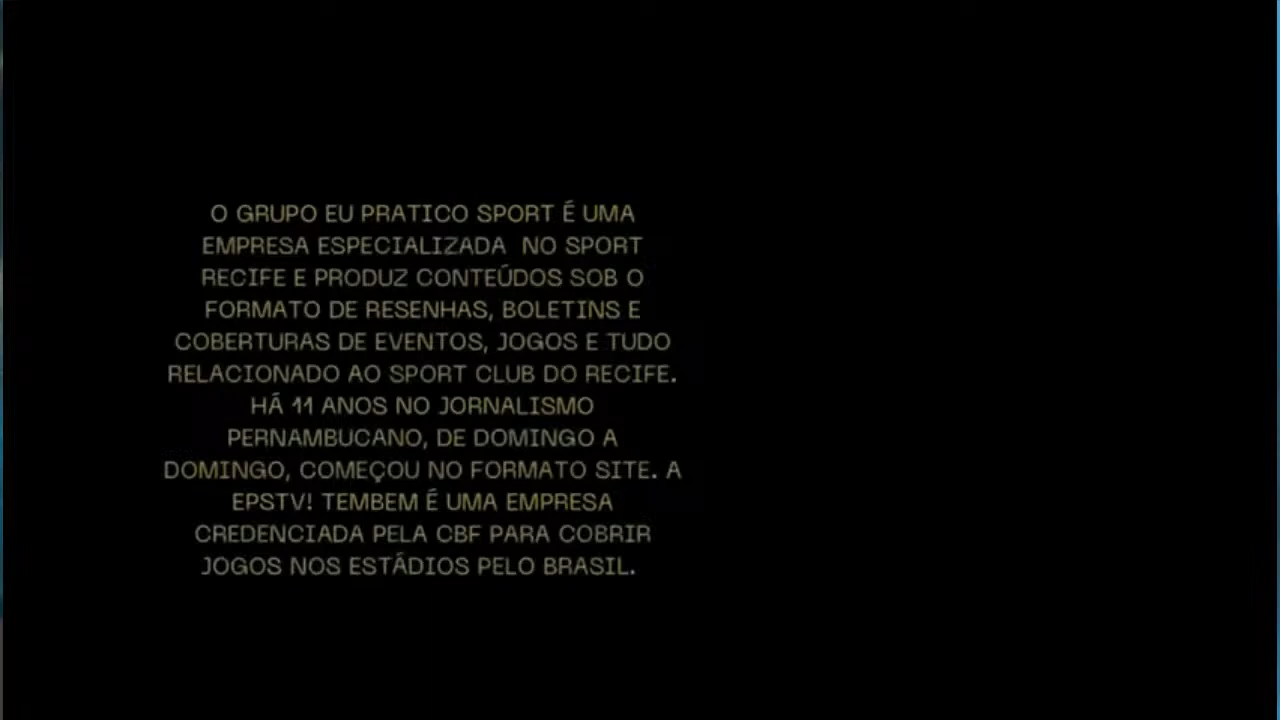 O GRUPO EU PRATICO SPORT É UMA
EMPRESA ESPECIALIZADA NO SPORT
RECIFE E PRODUZ CONTEÚDOS SOB O
FORMATO DE RESENHAS, BOLETINS E
COBERTURAS DE EVENTOS, JOGOS E TUDO
RELACIONADO AO SPORT CLUB DO RECIFE.
HÁ 11 ANOS NO JORNALISMO
PERNAMBUCANO, DE DOMINGO A
DOMINGO, COMEÇOU NO FORMATO SITE. A
EPSTV! TEMBEM É UMA EMPRESA
CREDENCIADA PELA CBF PARA COBRIR
JOGOS NOS ESTÁDIOS PELO BRASIL.